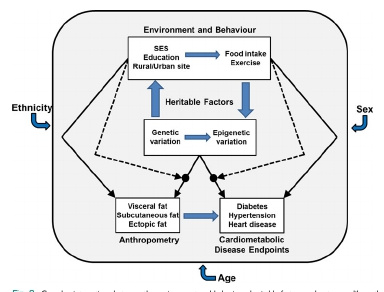 Environment and Behaviour
SES
Education
Rural/Urban site
Food intake
Exercise
Ethnicity
Sex
Heritable Factors
Genetic
variation
Epigenetic
variation
Visceral fat
Subcutaneous fat
Ectopic fat
Diabetes
Hypertension
Heart disease
Anthropometry
Cardiometabolic
Disease Endpoints
Age